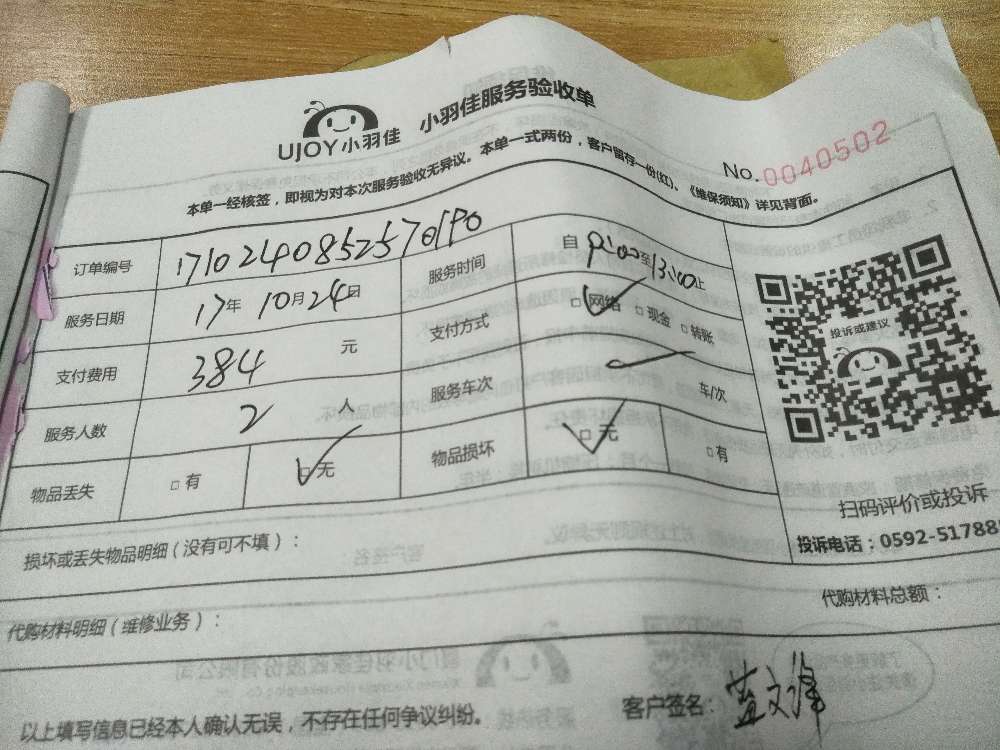 UJOY小羽佳 小羽佳服务验收单
No.0040502
本单一经核签，即视为对本次服务验收无异议。本单一式两份，客户留存一份(红)、《维保须知》详见背面。
订单编号 1710240852570190
服务日期 17年 10月24日 服务时间 自 9:00至13:00止
支付费用 384 元 支付方式 □网络 □现金 □转账
服务人数 2 人 服务车次 车/次
物品丢失 □有 □无 物品损坏 □无 □有
投诉或建议
扫码评价或投诉
投诉电话：0592-51788
损坏或丢失物品明细（没有可不填）：
代购材料明细（维修业务）：
代购材料总额：
以上填写信息已经本人确认无误，不存在任何争议纠纷。
客户签名：